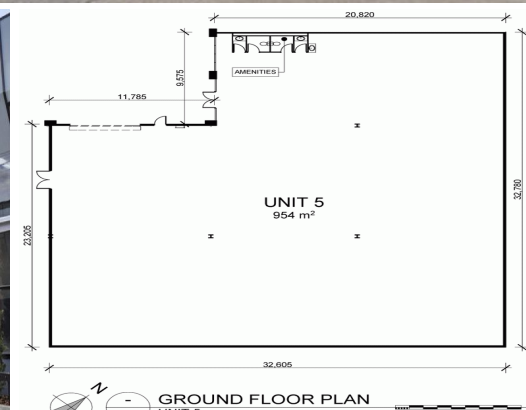 20,820
9,575
AMENITIES
11,785
UNIT 5
954 m²
23,205
32,780
32,605
N
-
GROUND FLOOR PLAN